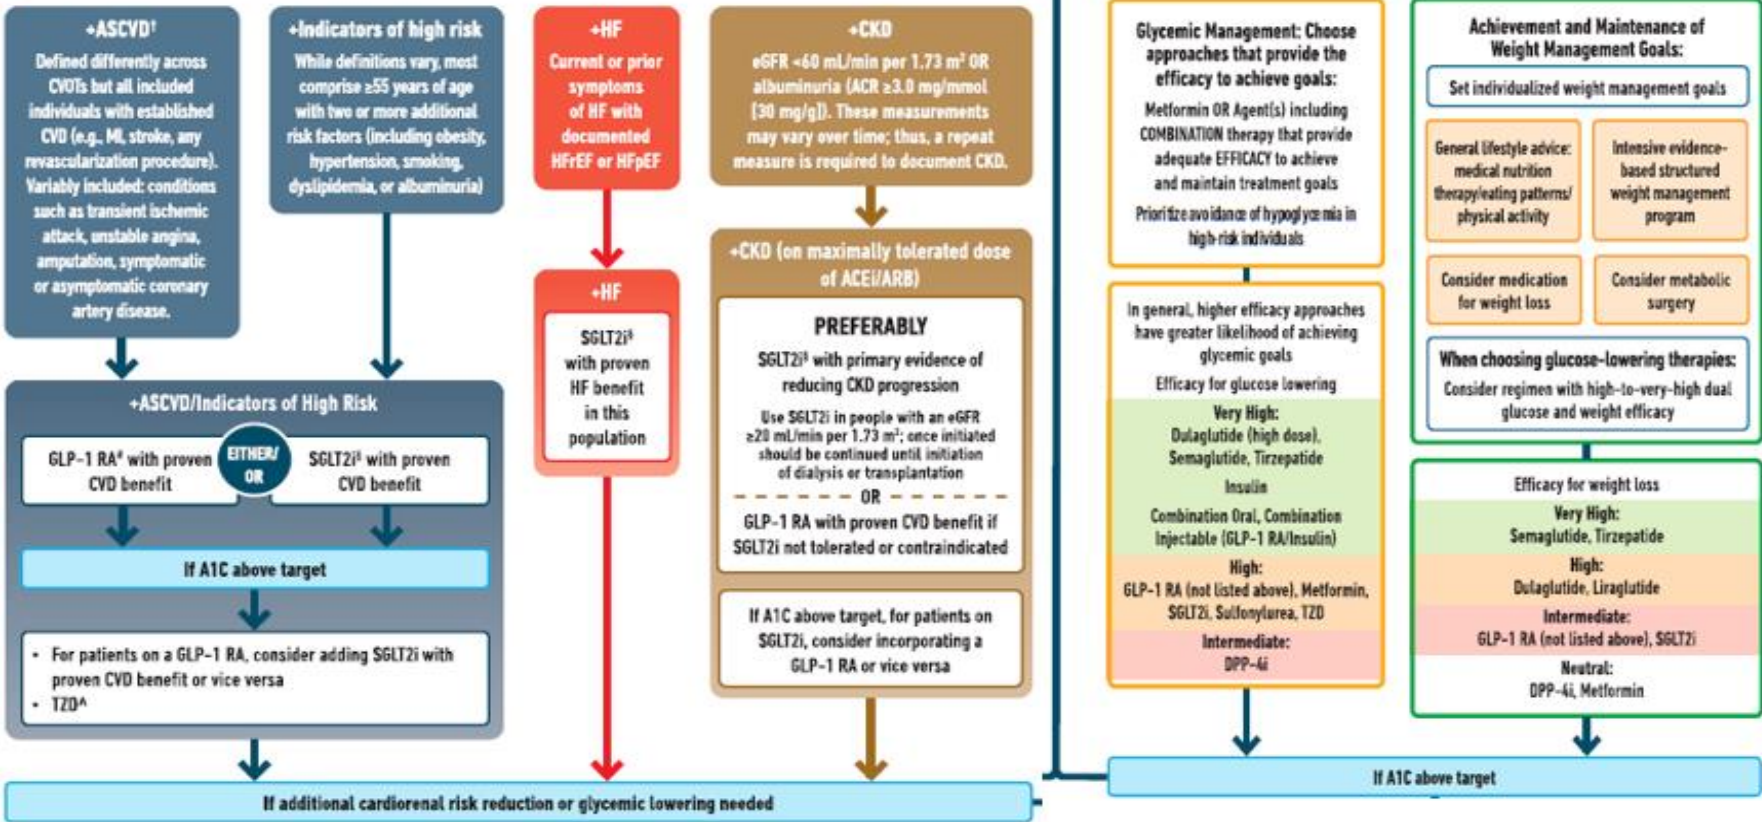 +ASCVD†
Defined differently across
CVOTs but all included
individuals with established
CVD (e.g., MI, stroke, any
revascularization procedure).
Variably included: conditions
such as transient ischemic
attack, unstable angina,
amputation, symptomatic
or asymptomatic coronary
artery disease.
+Indicators of high risk
While definitions vary, most
comprise ≥55 years of age
with two or more additional
risk factors (including obesity,
hypertension, smoking,
dyslipidemia, or albuminuria)
+ASCVD/Indicators of High Risk
GLP-1 RA# with proven
CVD benefit
EITHER/
OR
SGLT2i§ with proven
CVD benefit
If A1C above target
• For patients on a GLP-1 RA, consider adding SGLT2i with
proven CVD benefit or vice versa
• TZD^
+HF
Current or prior
symptoms
of HF with
documented
HFrEF or HFpEF
+HF
SGLT2i§
with proven
HF benefit
in this
population
+CKD
eGFR <60 mL/min per 1.73 m² OR
albuminuria (ACR ≥3.0 mg/mmol
[30 mg/g]). These measurements
may vary over time; thus, a repeat
measure is required to document CKD.
+CKD (on maximally tolerated dose
of ACEi/ARB)
PREFERABLY
SGLT2i§ with primary evidence of
reducing CKD progression
Use SGLT2i in people with an eGFR
≥20 mL/min per 1.73 m²; once initiated
should be continued until initiation
of dialysis or transplantation
OR
GLP-1 RA with proven CVD benefit if
SGLT2i not tolerated or contraindicated
If A1C above target, for patients on
SGLT2i, consider incorporating a
GLP-1 RA or vice versa
If additional cardiorenal risk reduction or glycemic lowering needed
Glycemic Management: Choose
approaches that provide the
efficacy to achieve goals:
Metformin OR Agent(s) including
COMBINATION therapy that provide
adequate EFFICACY to achieve
and maintain treatment goals
Prioritize avoidance of hypoglycemia in
high-risk individuals
In general, higher efficacy approaches
have greater likelihood of achieving
glycemic goals
Efficacy for glucose lowering
Very High:
Dulaglutide (high dose),
Semaglutide, Tirzepatide
Insulin
Combination Oral, Combination
Injectable (GLP-1 RA/Insulin)
High:
GLP-1 RA (not listed above), Metformin,
SGLT2i, Sulfonylurea, TZD
Intermediate:
DPP-4i
Achievement and Maintenance of
Weight Management Goals:
Set individualized weight management goals
General lifestyle advice:
medical nutrition
therapy/eating patterns/
physical activity
Intensive evidence-
based structured
weight management
program
Consider medication
for weight loss
Consider metabolic
surgery
When choosing glucose-lowering therapies:
Consider regimen with high-to-very-high dual
glucose and weight efficacy
Efficacy for weight loss
Very High:
Semaglutide, Tirzepatide
High:
Dulaglutide, Liraglutide
Intermediate:
GLP-1 RA (not listed above), SGLT2i
Neutral:
DPP-4i, Metformin
If A1C above target